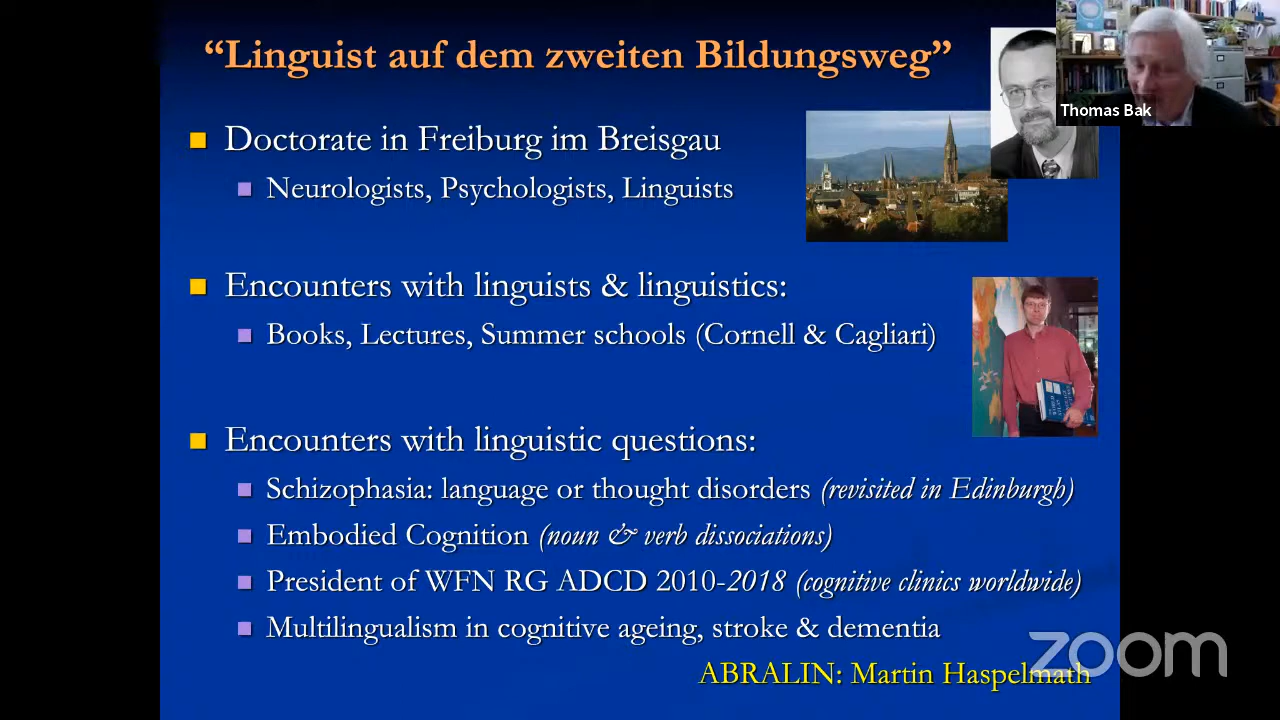 “Linguist auf dem zweiten Bildungsweg”
Thomas Bak
Doctorate in Freiburg im Breisgau
Neurologists, Psychologists, Linguists
Encounters with linguists & linguistics:
Books, Lectures, Summer schools (Cornell & Cagliari)
Encounters with linguistic questions:
Schizophasia: language or thought disorders (revisited in Edinburgh)
Embodied Cognition (noun & verb dissociations)
President of WFN RG ADCD 2010-2018 (cognitive clinics worldwide)
Multilingualism in cognitive ageing, stroke & dementia
ABRALIN: Martin Haspelmath
zoom